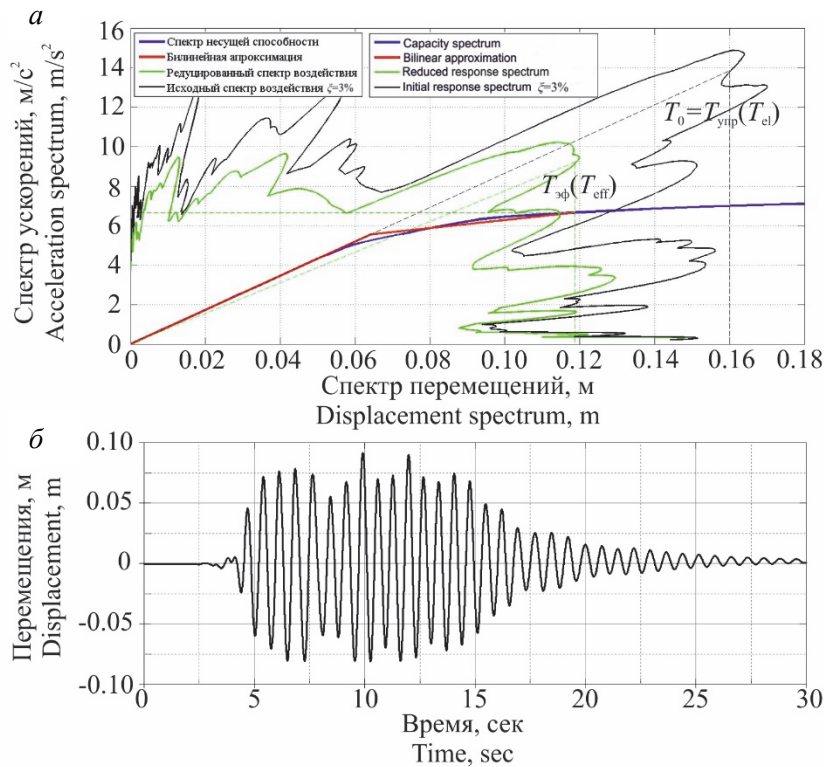 а
Спектр ускорений, м/с²
Acceleration spectrum, m/s²
16
14
12
10
8
6
4
2
0
Спектр несущей способности
Билинейная апроксимация
Редуцированный спектр воздействия
Исходный спектр воздействия ξ=3%
Capacity spectrum
Bilinear approximation
Reduced response spectrum
Initial response spectrum ξ=3%
T₀=Tупр(Tel)
Tэф(Teff)
0 0.02 0.04 0.06 0.08 0.10 0.12 0.14 0.16 0.18
Спектр перемещений, м
Displacement spectrum, m
б
Перемещения, м
Displacement, m
0.10
0.05
0
-0.05
-0.10
0 5 10 15 20 25 30
Время, сек
Time, sec